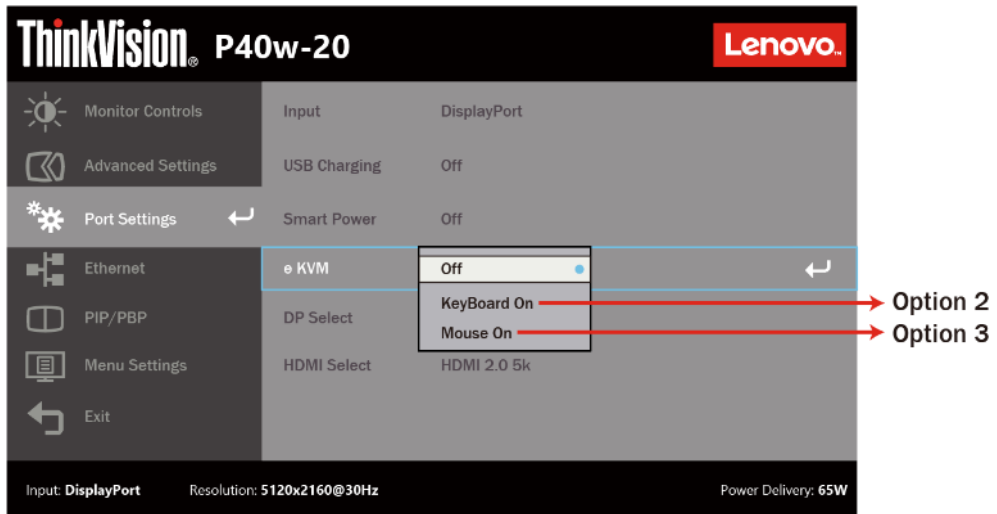 ThinkVision® P40w-20
Lenovo™
Monitor Controls
Input DisplayPort
Advanced Settings
USB Charging Off
Port Settings
Smart Power Off
Ethernet
e KVM Off
KeyBoard On
Option 2
PIP/PBP
DP Select
Mouse On
Option 3
Menu Settings
HDMI Select HDMI 2.0 5k
Exit
Input: DisplayPort Resolution: 5120x2160@30Hz Power Delivery: 65W